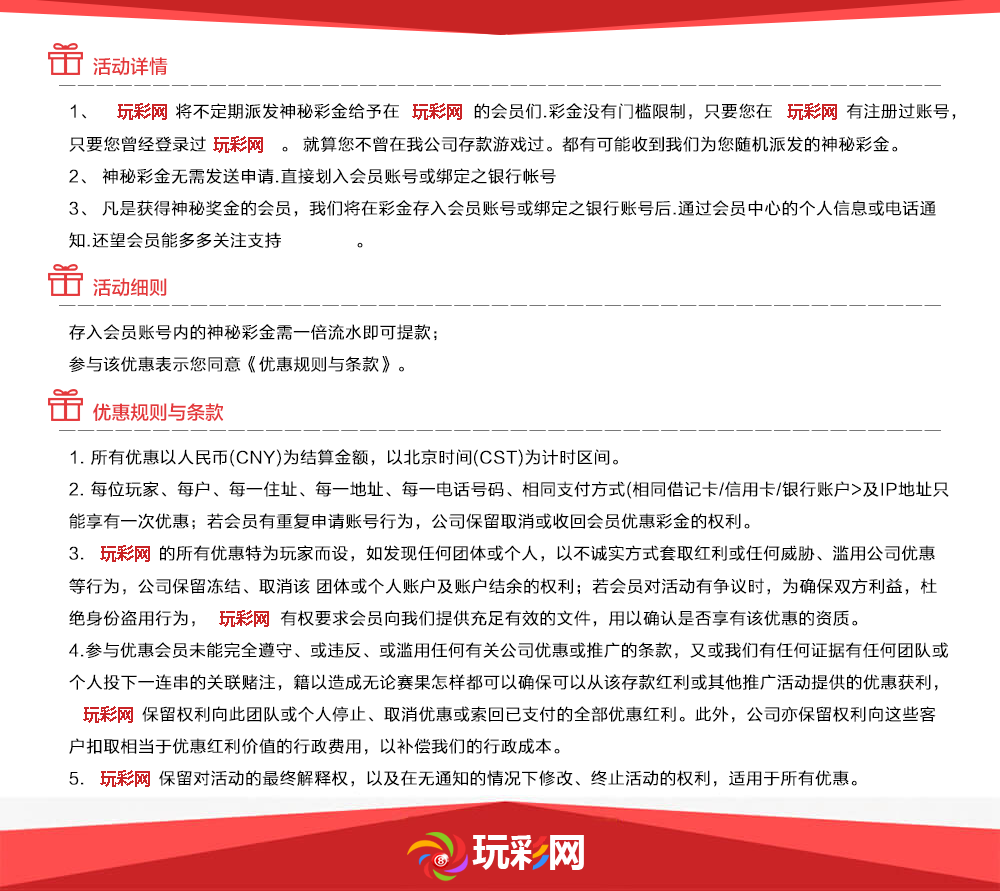 活动详情
1、 玩彩网 将不定期派发神秘彩金给予在 玩彩网 的会员们.彩金没有门槛限制，只要您在 玩彩网 有注册过账号，
只要您曾经登录过 玩彩网 。 就算您不曾在我公司存款游戏过。都有可能收到我们为您随机派发的神秘彩金。
2、 神秘彩金无需发送申请.直接划入会员账号或绑定之银行帐号
3、 凡是获得神秘奖金的会员，我们将在彩金存入会员账号或绑定之银行账号后.通过会员中心的个人信息或电话通
知.还望会员能多多关注支持 。
活动细则
存入会员账号内的神秘彩金需一倍流水即可提款；
参与该优惠表示您同意《优惠规则与条款》。
优惠规则与条款
1. 所有优惠以人民币(CNY)为结算金额，以北京时间(CST)为计时区间。
2. 每位玩家、每户、每一住址、每一地址、每一电话号码、相同支付方式(相同借记卡/信用卡/银行账户>及IP地址只
能享有一次优惠；若会员有重复申请账号行为，公司保留取消或收回会员优惠彩金的权利。
3. 玩彩网 的所有优惠特为玩家而设，如发现任何团体或个人，以不诚实方式套取红利或任何威胁、滥用公司优惠
等行为，公司保留冻结、取消该 团体或个人账户及账户结余的权利；若会员对活动有争议时，为确保双方利益，杜
绝身份盗用行为， 玩彩网 有权要求会员向我们提供充足有效的文件，用以确认是否享有该优惠的资质。
4.参与优惠会员未能完全遵守、或违反、或滥用任何有关公司优惠或推广的条款，又或我们有任何证据有任何团队或
个人投下一连串的关联赌注，籍以造成无论赛果怎样都可以确保可以从该存款红利或其他推广活动提供的优惠获利，
玩彩网 保留权利向此团队或个人停止、取消优惠或索回已支付的全部优惠红利。此外，公司亦保留权利向这些客
户扣取相当于优惠红利价值的行政费用，以补偿我们的行政成本。
5. 玩彩网 保留对活动的最终解释权，以及在无通知的情况下修改、终止活动的权利，适用于所有优惠。
8 玩彩网